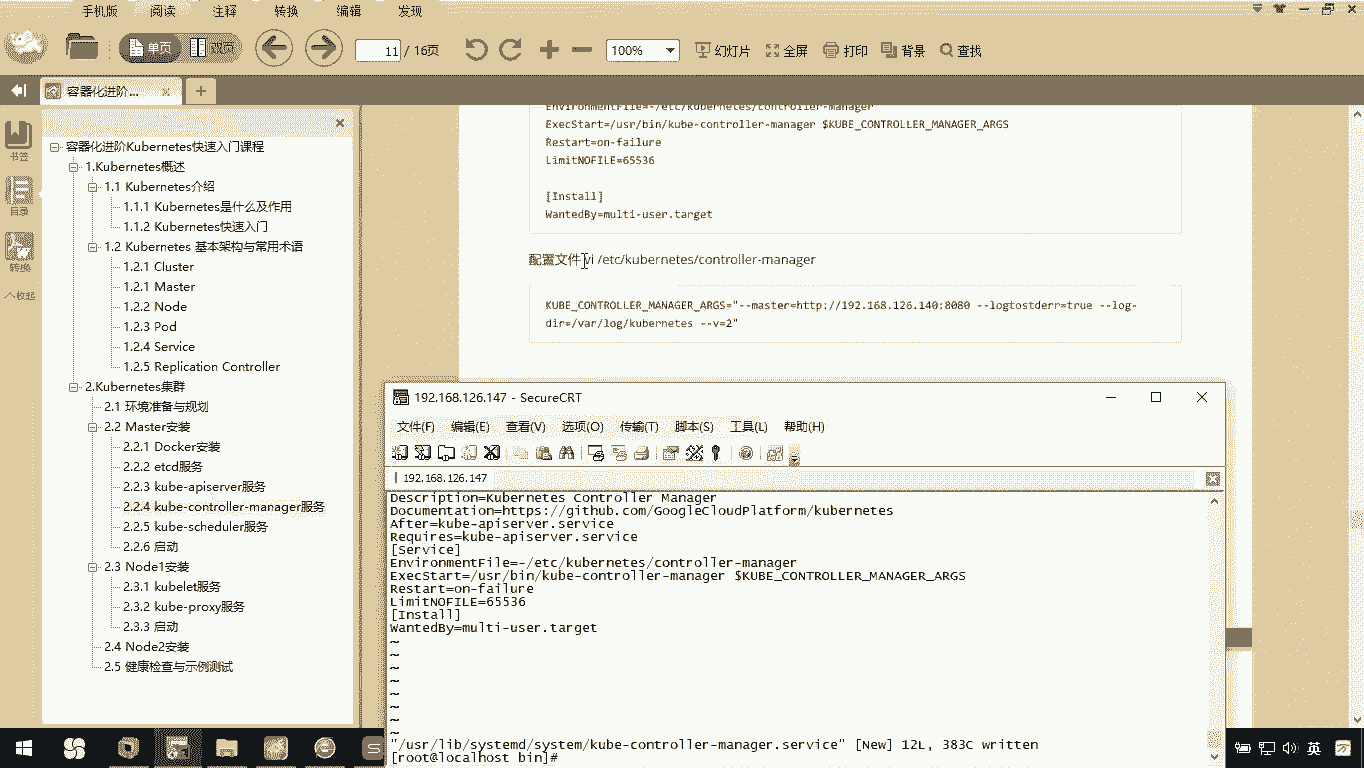 手机版 阅读 注释 转换 编辑 发现
单页 双页 11 / 16页 100% 幻灯片 全屏 打印 背景 查找
容器化进阶... × +
书签
目录
转换
收起
容器化进阶Kubernetes快速入门课程
1.Kubernetes概述
1.1 Kubernetes介绍
1.1.1 Kubernetes是什么及作用
1.1.2 Kubernetes快速入门
1.2 Kubernetes 基本架构与常用术语
1.2.1 Cluster
1.2.1 Master
1.2.2 Node
1.2.3 Pod
1.2.4 Service
1.2.5 Replication Controller
2.Kubernetes集群
2.1 环境准备与规划
2.2 Master安装
2.2.1 Docker安装
2.2.2 etcd服务
2.2.3 kube-apiserver服务
2.2.4 kube-controller-manager服务
2.2.5 kube-scheduler服务
2.2.6 启动
2.3 Node1安装
2.3.1 kubelet服务
2.3.2 kube-proxy服务
2.3.3 启动
2.4 Node2安装
2.5 健康检查与示例测试
EnvironmentFile=-/etc/kubernetes/controller-manager
ExecStart=/usr/bin/kube-controller-manager $KUBE_CONTROLLER_MANAGER_ARGS
Restart=on-failure
LimitNOFILE=65536
[Install]
WantedBy=multi-user.target
配置文件 vi /etc/kubernetes/controller-manager
KUBE_CONTROLLER_MANAGER_ARGS="--master=http://192.168.126.140:8080 --logtostderr=true --log-
dir=/var/log/kubernetes --v=2"
192.168.126.147 - SecureCRT
文件(F) 编辑(E) 查看(V) 选项(O) 传输(T) 脚本(S) 工具(L) 帮助(H)
192.168.126.147
Description=Kubernetes Controller Manager
Documentation=https://github.com/GoogleCloudPlatform/kubernetes
After=kube-apiserver.service
Requires=kube-apiserver.service
[Service]
EnvironmentFile=-/etc/kubernetes/controller-manager
ExecStart=/usr/bin/kube-controller-manager $KUBE_CONTROLLER_MANAGER_ARGS
Restart=on-failure
LimitNOFILE=65536
[Install]
WantedBy=multi-user.target
~
~
~
~
~
~
~
~
"/usr/lib/systemd/system/kube-controller-manager.service" [New] 12L, 383C written
[root@localhost bin]#
英